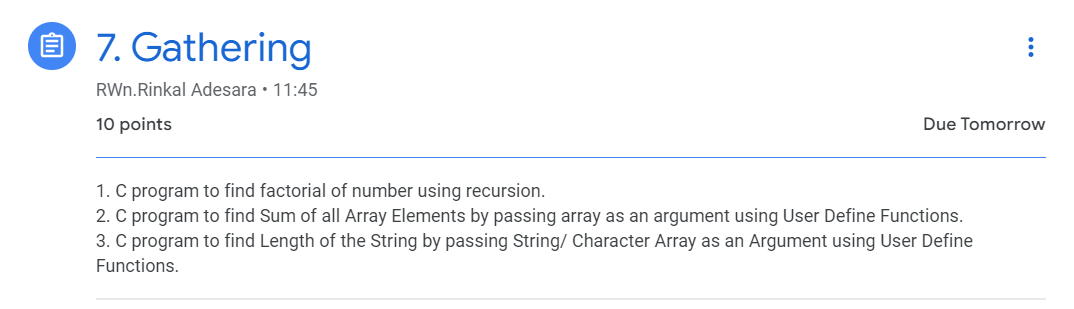 7. Gathering
RWn.Rinkal Adesara • 11:45
10 points
Due Tomorrow
1. C program to find factorial of number using recursion.
2. C program to find Sum of all Array Elements by passing array as an argument using User Define Functions.
3. C program to find Length of the String by passing String/ Character Array as an Argument using User Define
Functions.